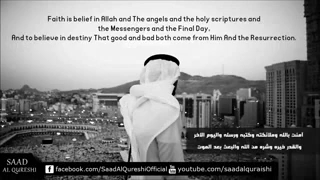 Faith is belief in Allah and The angels and the holy scriptures and
the Messengers and the Final Day.
And to believe in destiny That good and bad both come from Him And the Resurrection.
آمنت بالله وملائكته وكتبه ورسله واليوم الآخر
والقدر خيره وشره من الله والبعث بعد الموت
SAAD
AL QURESHI
facebook.com/SaadAlQureshiOfficial
youtube.com/saadalquraishi